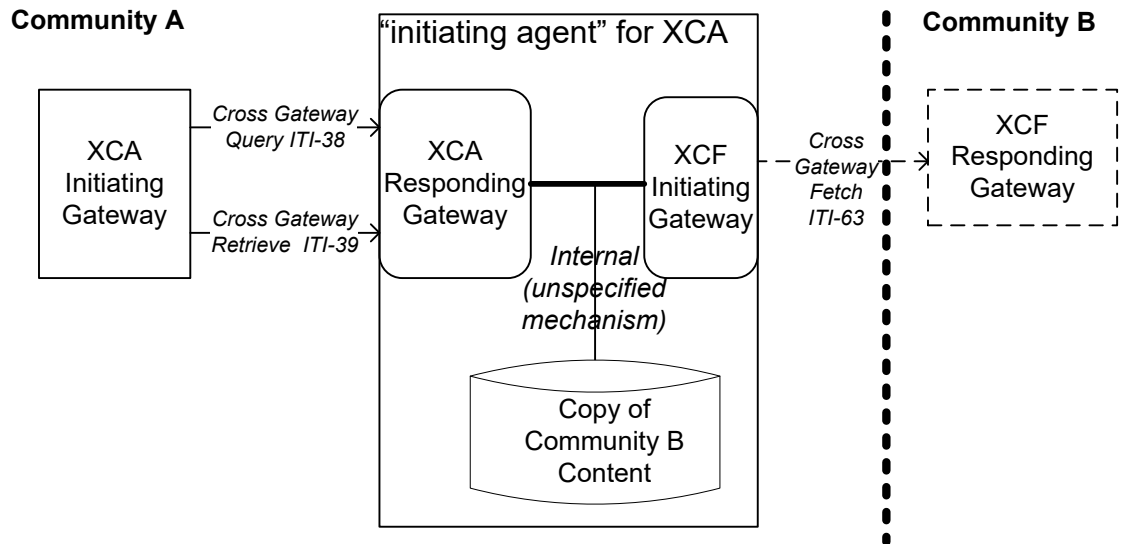 Community A
“initiating agent” for XCA
Community B
XCA
Initiating
Gateway
Cross Gateway
Query ITI-38
Cross Gateway
Retrieve ITI-39
XCA
Responding
Gateway
XCF
Initiating
Gateway
Cross
Gateway
Fetch
ITI-63
XCF
Responding
Gateway
Internal
(unspecified
mechanism)
Copy of
Community B
Content